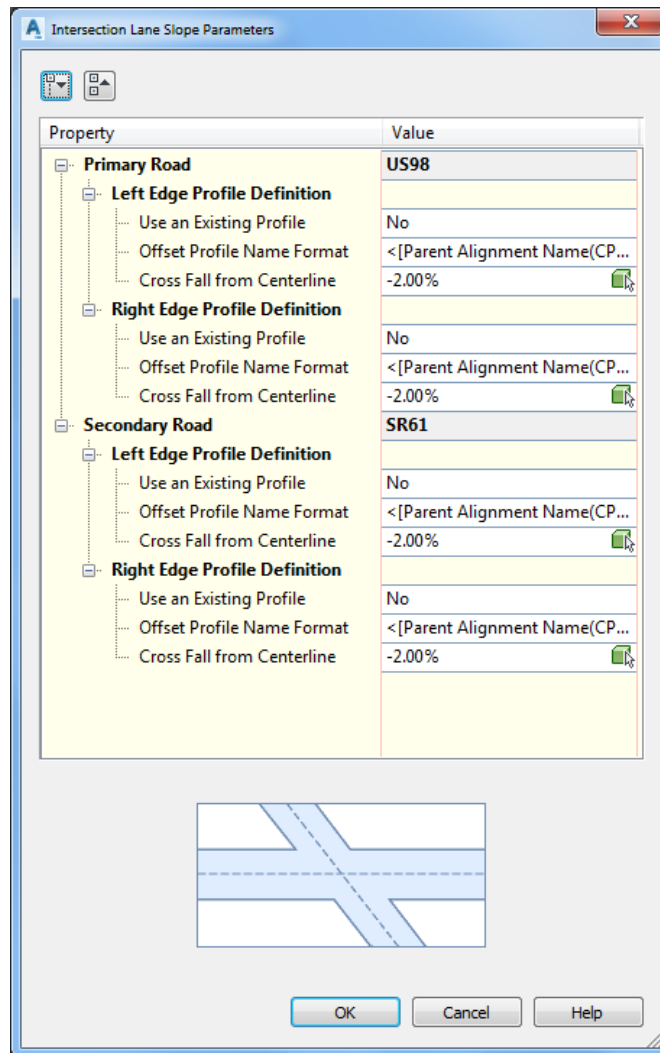 Intersection Lane Slope Parameters
Property Value
Primary Road US98
Left Edge Profile Definition
Use an Existing Profile No
Offset Profile Name Format <[Parent Alignment Name(CP...
Cross Fall from Centerline -2.00%
Right Edge Profile Definition
Use an Existing Profile No
Offset Profile Name Format <[Parent Alignment Name(CP...
Cross Fall from Centerline -2.00%
Secondary Road SR61
Left Edge Profile Definition
Use an Existing Profile No
Offset Profile Name Format <[Parent Alignment Name(CP...
Cross Fall from Centerline -2.00%
Right Edge Profile Definition
Use an Existing Profile No
Offset Profile Name Format <[Parent Alignment Name(CP...
Cross Fall from Centerline -2.00%
OK Cancel Help